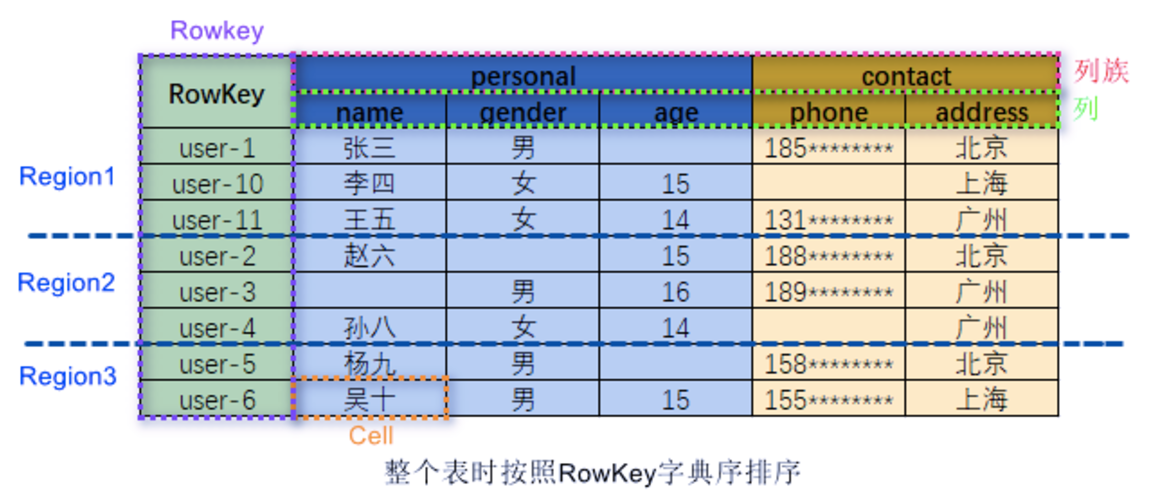 Rowkey
RowKey personal contact 列族
name gender age phone address 列
user-1 张三 男 185******** 北京
Region1
user-10 李四 女 15 上海
user-11 王五 女 14 131******** 广州
user-2 赵六 15 188******** 北京
Region2
user-3 男 16 189******** 广州
user-4 孙八 女 14 广州
user-5 杨九 男 158******** 北京
Region3
user-6 吴十 男 15 155******** 上海
Cell
整个表时按照RowKey字典序排序